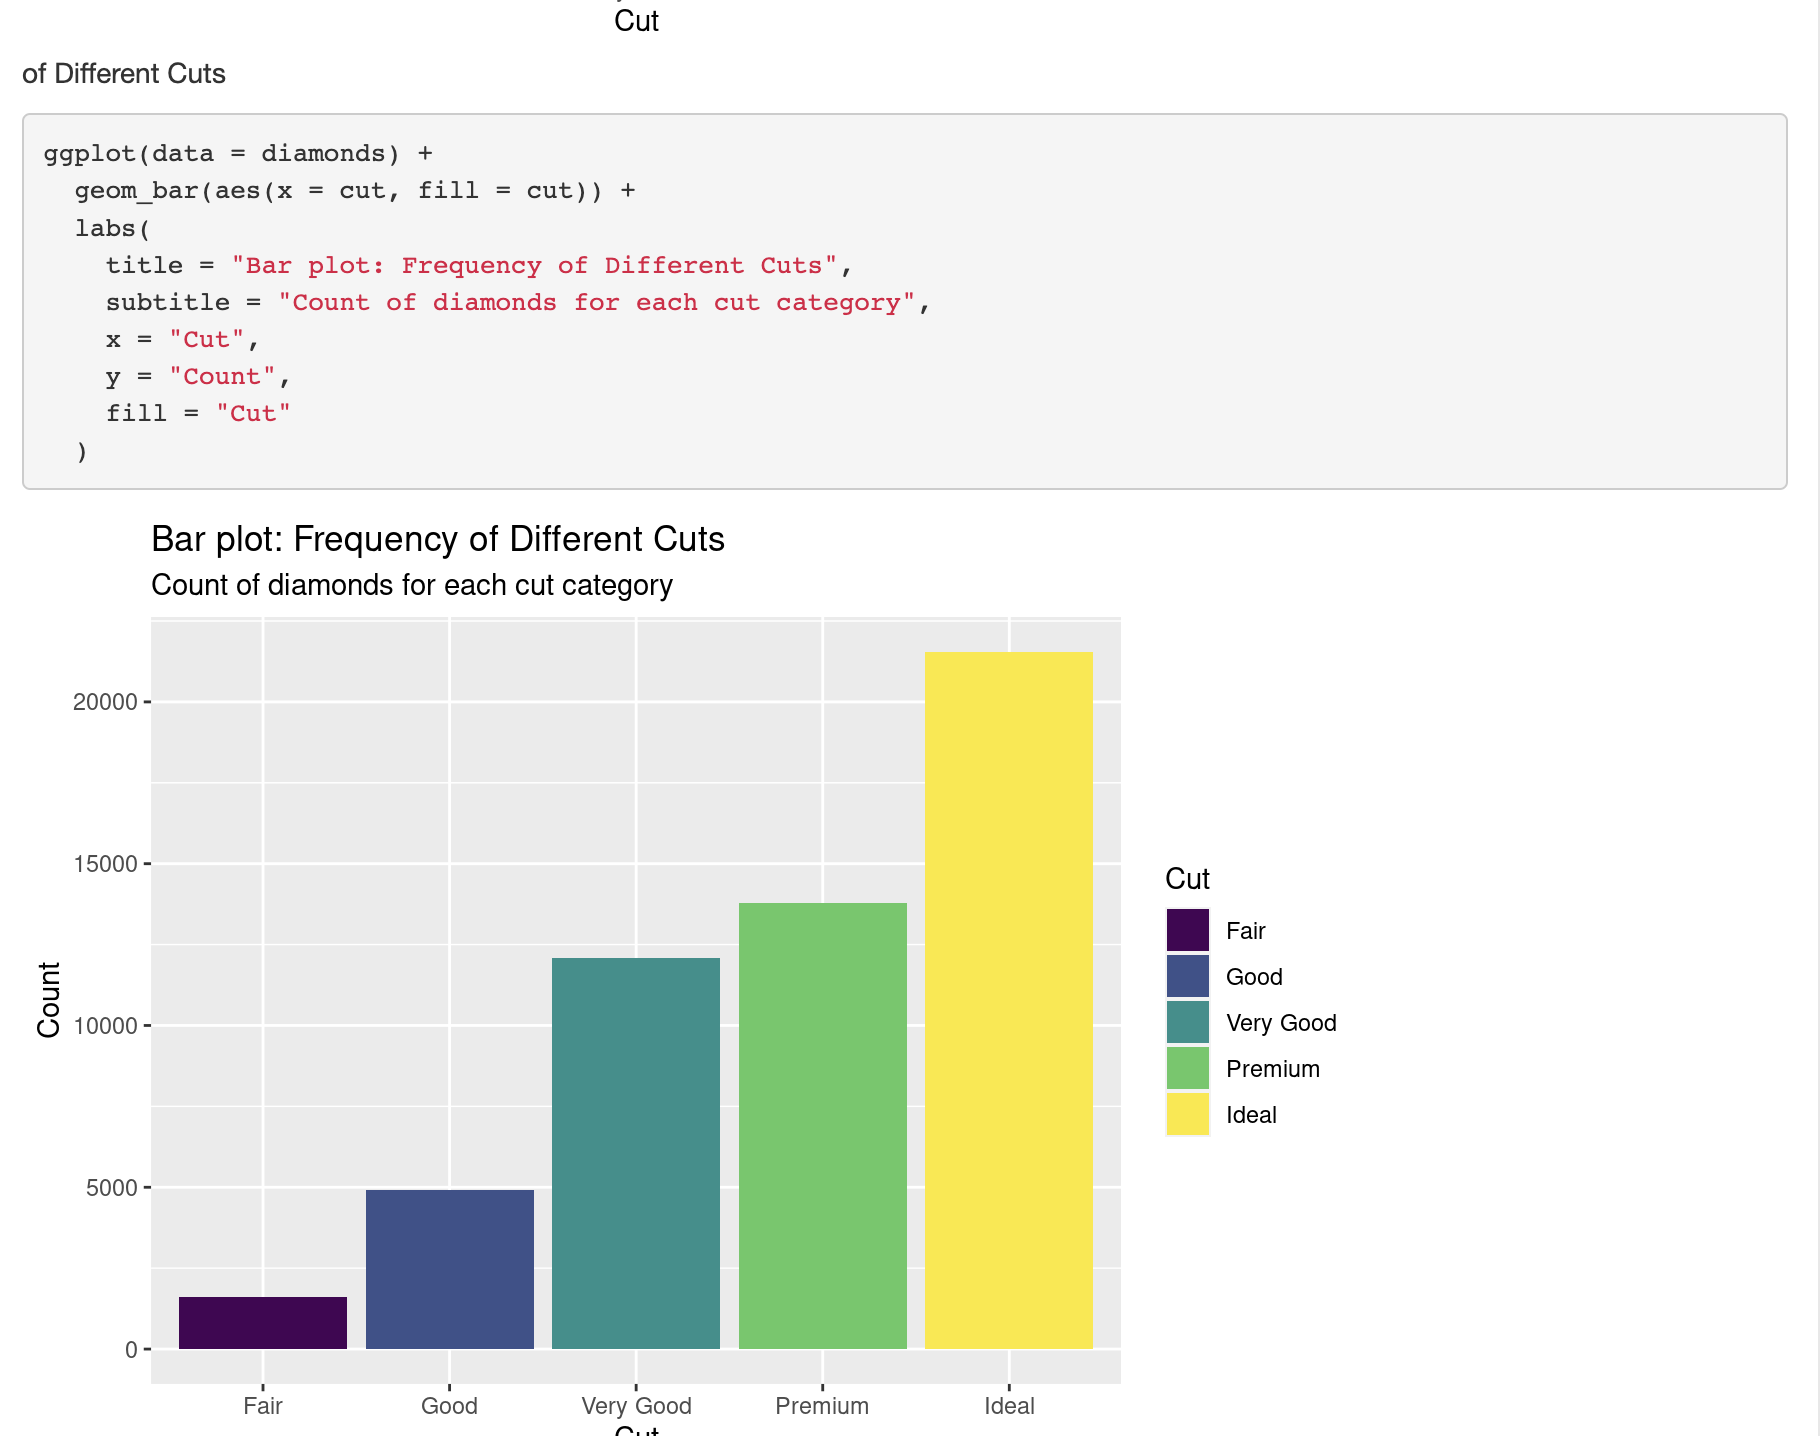 Cut
of Different Cuts
ggplot(data = diamonds) +
  geom_bar(aes(x = cut, fill = cut)) +
  labs(
    title = "Bar plot: Frequency of Different Cuts",
    subtitle = "Count of diamonds for each cut category",
    x = "Cut",
    y = "Count",
    fill = "Cut"
  )
Bar plot: Frequency of Different Cuts
Count of diamonds for each cut category
20000
15000
10000
5000
0
Count
Fair
Good
Very Good
Premium
Ideal
Cut
Cut
Fair
Good
Very Good
Premium
Ideal